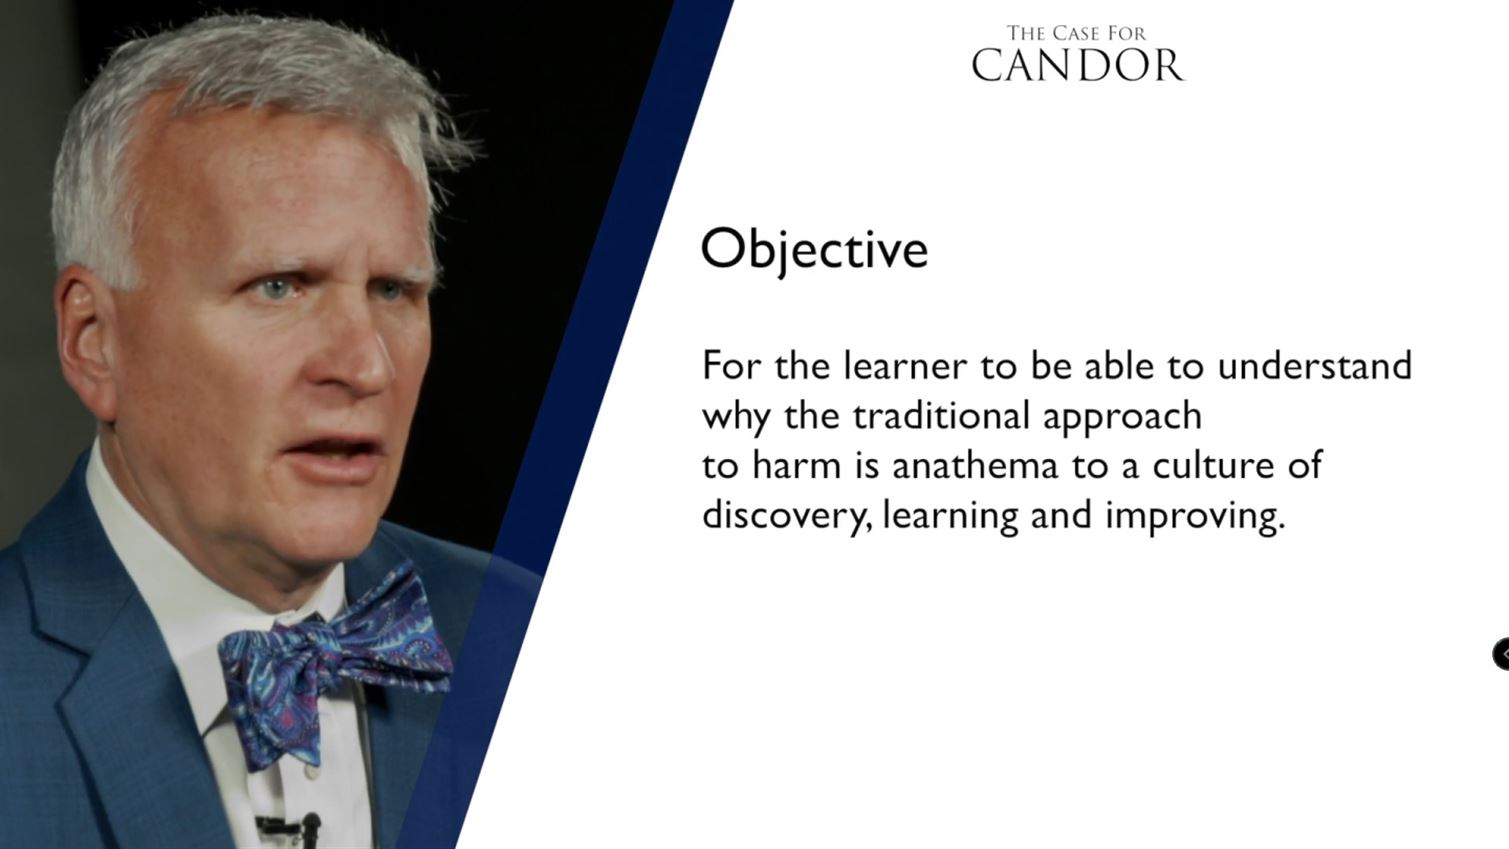 THE CASE FOR
CANDOR
Objective
For the learner to be able to understand
why the traditional approach
to harm is anathema to a culture of
discovery, learning and improving.